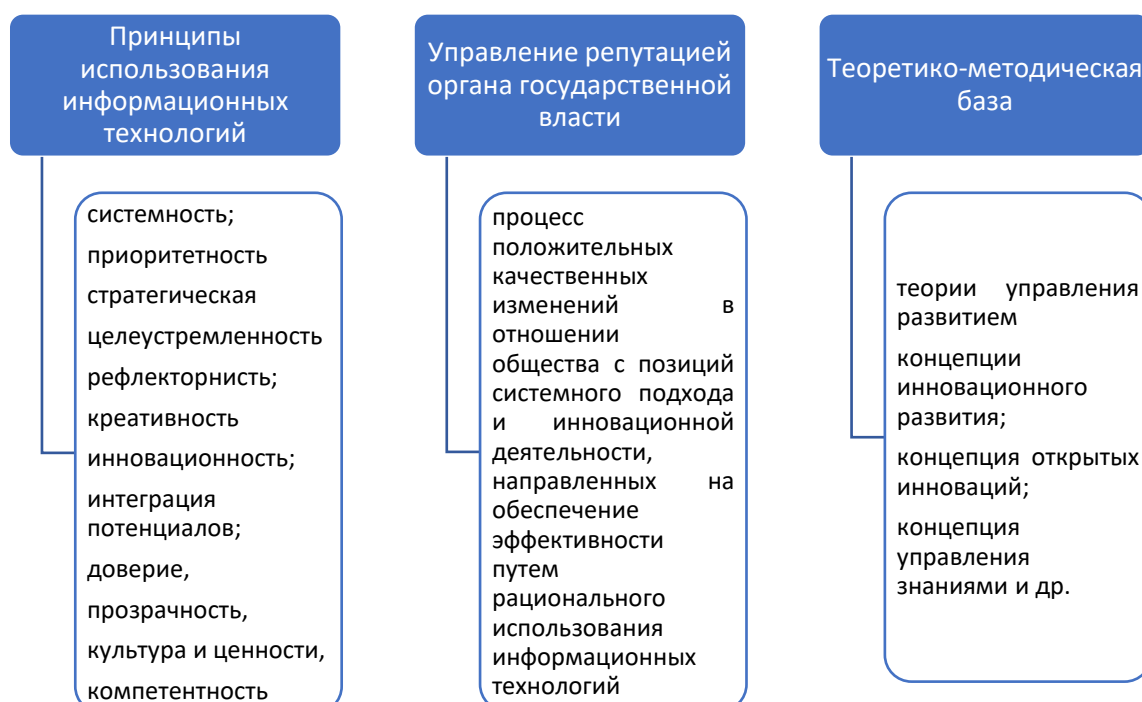 Принципы
использования
информационных
технологий
системность;
приоритетность
стратегическая
целеустремленность
рефлекторнисть;
креативность
инновационность;
интеграция
потенциалов;
доверие,
прозрачность,
культура и ценности,
компетентность
Управление репутацией
органа государственной
власти
процесс
положительных
качественных
изменений в
отношении
общества с позиций
системного подхода
и инновационной
деятельности,
направленных на
обеспечение
эффективности
путем
рационального
использования
информационных
технологий
Теоретико-методическая
база
теории управления
развитием
концепции
инновационного
развития;
концепция открытых
инноваций;
концепция
управления
знаниями и др.